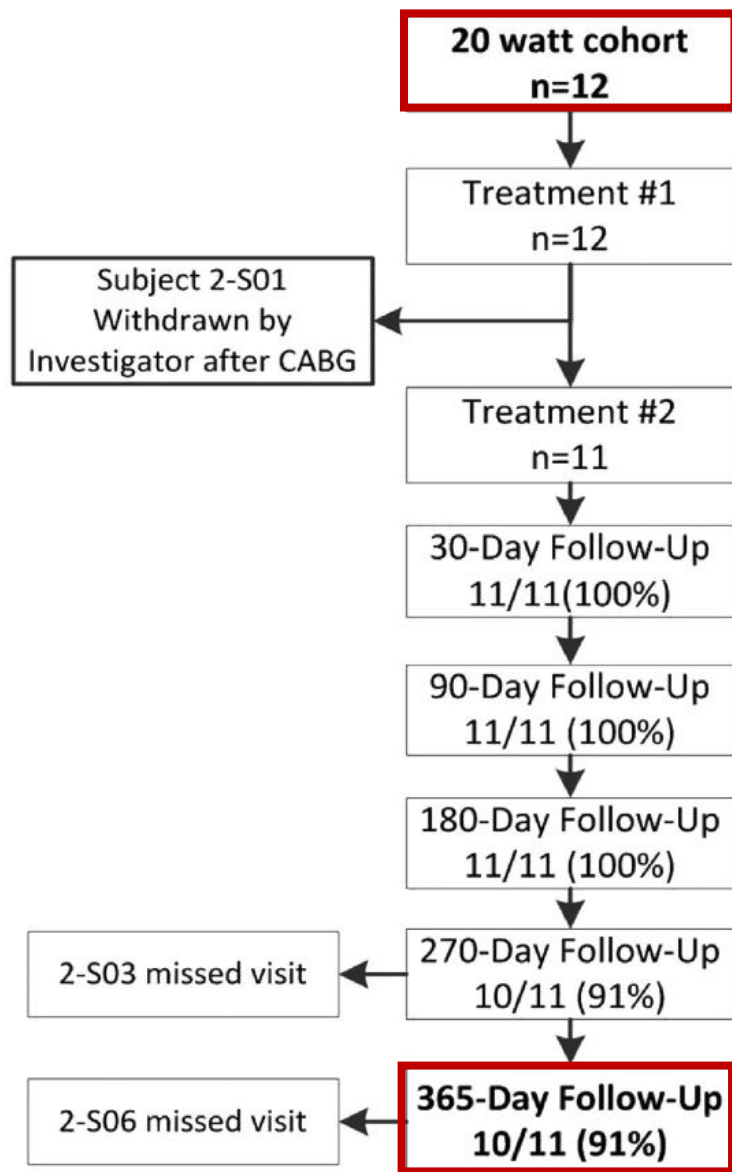 20 watt cohort
n=12
Treatment #1
n=12
Subject 2-S01
Withdrawn by
Investigator after CABG
Treatment #2
n=11
30-Day Follow-Up
11/11(100%)
90-Day Follow-Up
11/11 (100%)
180-Day Follow-Up
11/11 (100%)
270-Day Follow-Up
10/11 (91%)
2-S03 missed visit
365-Day Follow-Up
10/11 (91%)
2-S06 missed visit